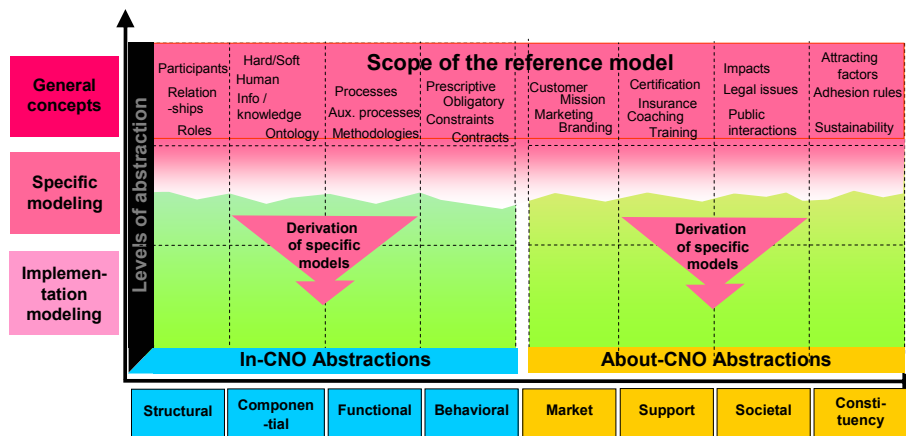 Scope of the reference model
General
concepts
Specific
modeling
Implemen-
tation
modeling
Levels of abstraction
Participants
Relation
-ships
Roles
Hard/Soft
Human
Info /
knowledge
Ontology
Processes
Aux. processes
Methodologies
Prescriptive
Obligatory
Constraints
Contracts
Customer
Mission
Marketing
Branding
Certification
Insurance
Coaching
Training
Impacts
Legal issues
Public
interactions
Attracting
factors
Adhesion rules
Sustainability
Derivation
of specific
models
Derivation
of specific
models
In-CNO Abstractions
About-CNO Abstractions
Structural
Componen
-tial
Functional
Behavioral
Market
Support
Societal
Consti-
tuency